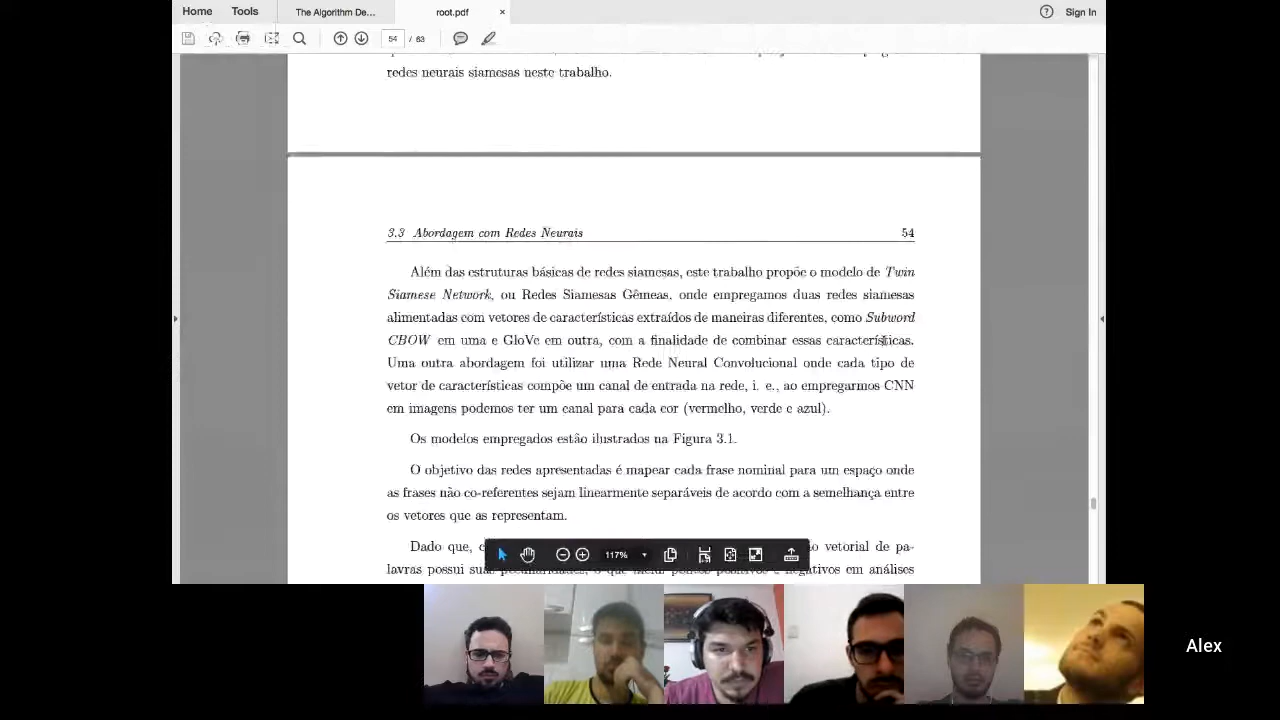 Home Tools The Algorithm De... root.pdf × Sign In
54 / 63
redes neurais siamesas neste trabalho.
3.3 Abordagem com Redes Neurais 54
Além das estruturas básicas de redes siamesas, este trabalho propõe o modelo de Twin
Siamese Network, ou Redes Siamesas Gêmeas, onde empregamos duas redes siamesas
alimentadas com vetores de características extraídos de maneiras diferentes, como Subword
CBOW em uma e GloVe em outra, com a finalidade de combinar essas características.
Uma outra abordagem foi utilizar uma Rede Neural Convolucional onde cada tipo de
vetor de características compõe um canal de entrada na rede, i. e., ao empregarmos CNN
em imagens podemos ter um canal para cada cor (vermelho, verde e azul).
Os modelos empregados estão ilustrados na Figura 3.1.
O objetivo das redes apresentadas é mapear cada frase nominal para um espaço onde
as frases não co-referentes sejam linearmente separáveis de acordo com a semelhança entre
os vetores que as representam.
Dado que, vetorial de pa-
117%
lavras possui suas peculiaridades, o que pontos positivos e negativos em análises
Alex